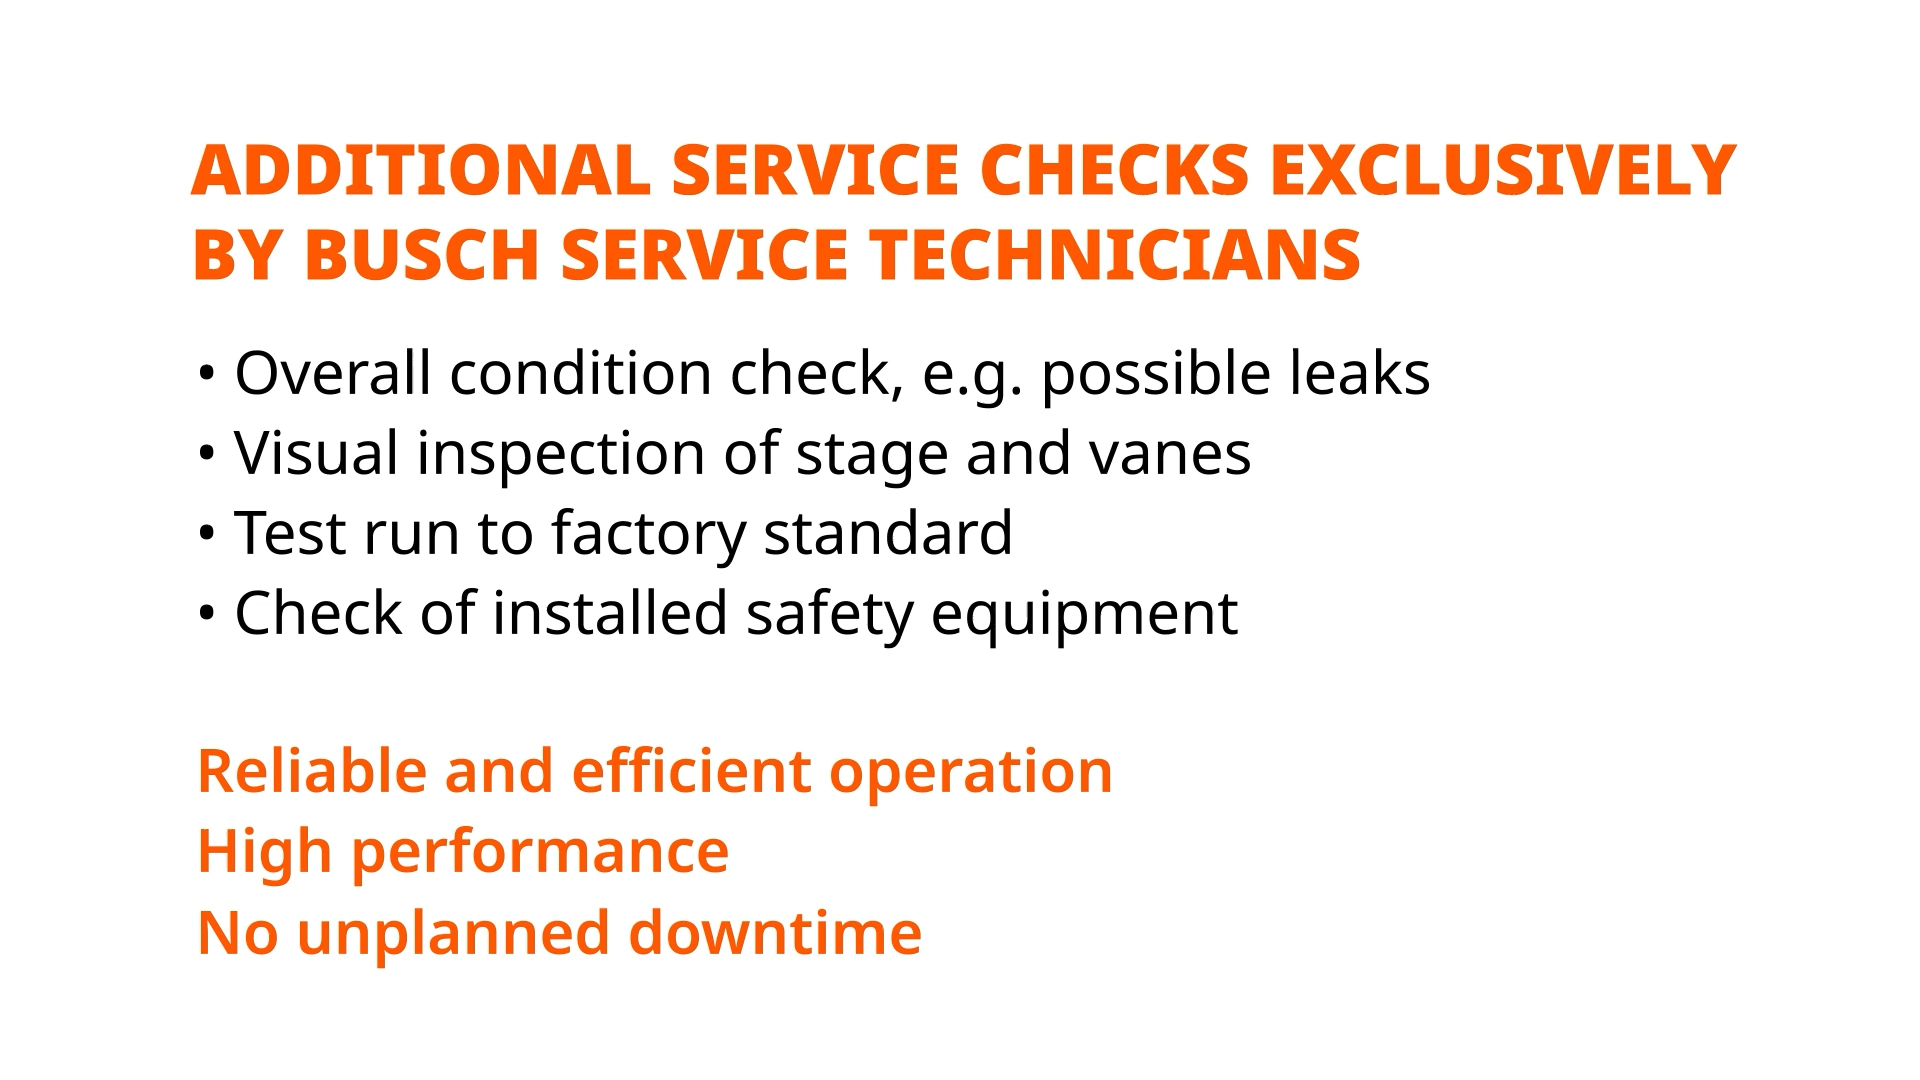 ADDITIONAL SERVICE CHECKS EXCLUSIVELY
BY BUSCH SERVICE TECHNICIANS
• Overall condition check, e.g. possible leaks
• Visual inspection of stage and vanes
• Test run to factory standard
• Check of installed safety equipment
Reliable and efficient operation
High performance
No unplanned downtime